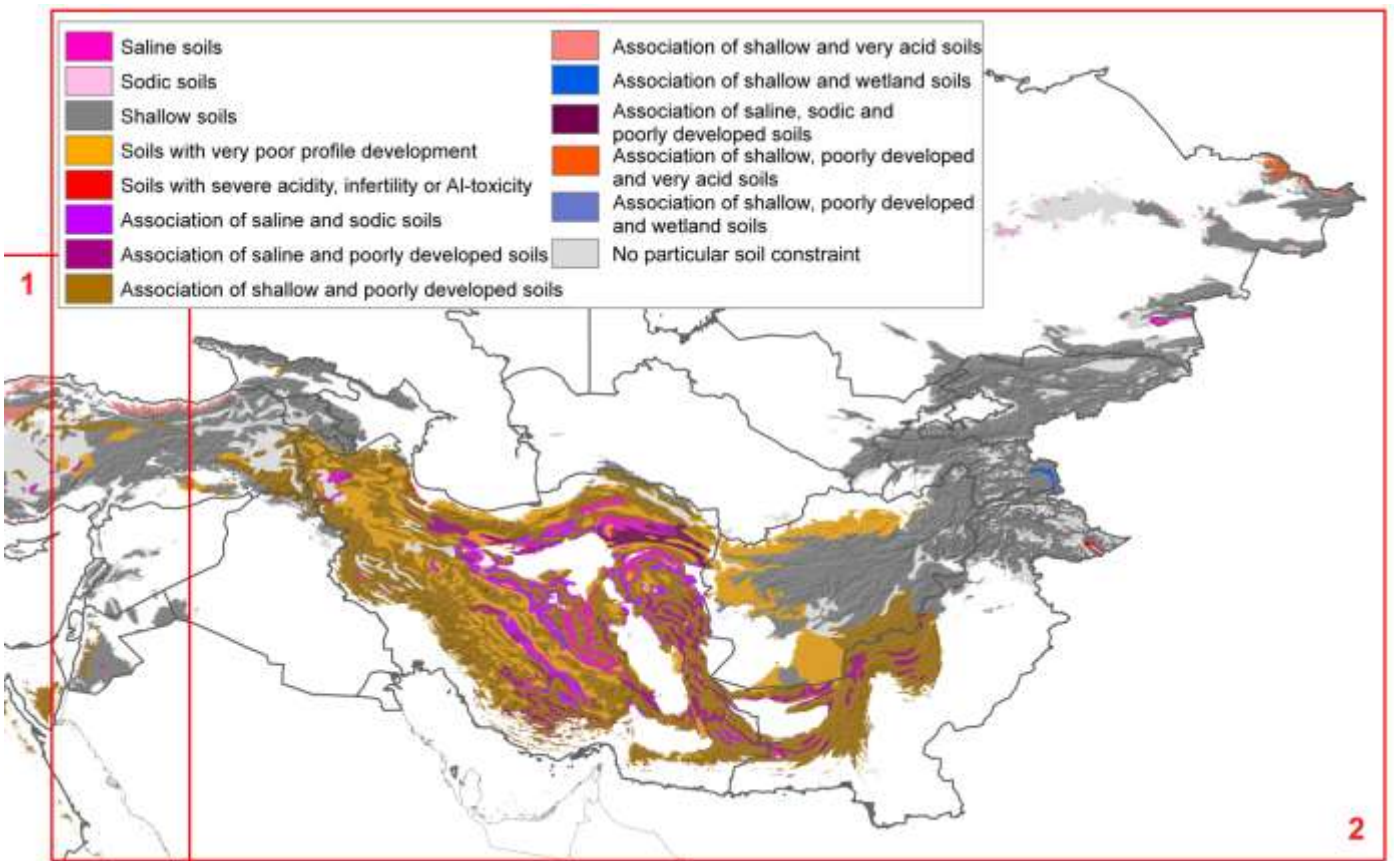 Saline soils
Sodic soils
Shallow soils
Soils with very poor profile development
Soils with severe acidity, infertility or Al-toxicity
Association of saline and sodic soils
Association of saline and poorly developed soils
Association of shallow and poorly developed soils
Association of shallow and very acid soils
Association of shallow and wetland soils
Association of saline, sodic and
poorly developed soils
Association of shallow, poorly developed
and very acid soils
Association of shallow, poorly developed
and wetland soils
No particular soil constraint
1
2